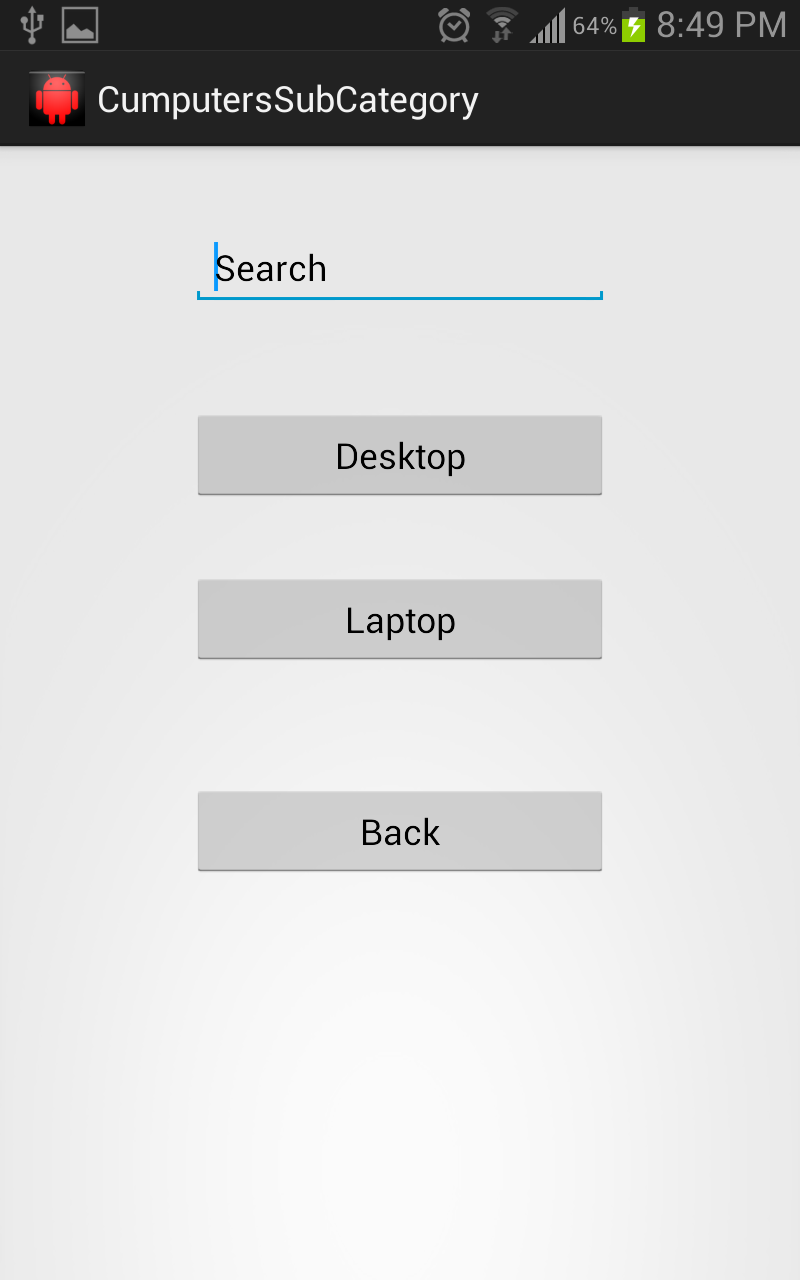 64% 8:49 PM
CumputersSubCategory
Search
Desktop
Laptop
Back